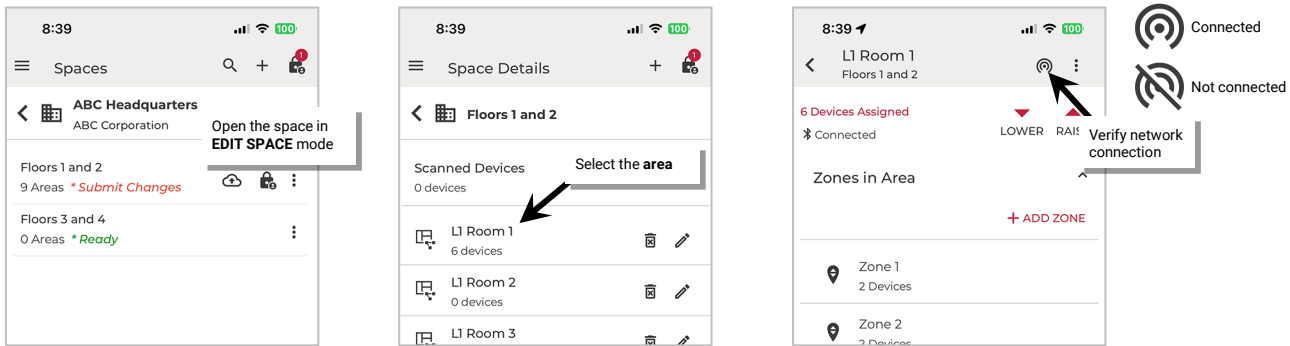 8:39
100
Spaces
1
ABC Headquarters
ABC Corporation
Open the space in
EDIT SPACE mode
Floors 1 and 2
9 Areas * Submit Changes
Floors 3 and 4
0 Areas * Ready
8:39
100
Space Details
1
Floors 1 and 2
Scanned Devices
0 devices
Select the area
L1 Room 1
6 devices
L1 Room 2
0 devices
L1 Room 3
8:39
100
L1 Room 1
Floors 1 and 2
6 Devices Assigned
Connected
LOWER
Verify network
connection
Zones in Area
+ ADD ZONE
Zone 1
2 Devices
Zone 2
2 Devices
Connected
Not connected